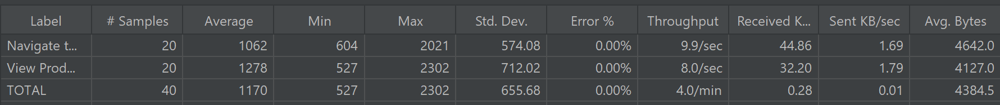 Label # Samples Average Min Max Std. Dev. Error % Throughput Received K... Sent KB/sec Avg. Bytes
Navigate t... 20 1062 604 2021 574.08 0.00% 9.9/sec 44.86 1.69 4642.0
View Prod... 20 1278 527 2302 712.02 0.00% 8.0/sec 32.20 1.79 4127.0
TOTAL 40 1170 527 2302 655.68 0.00% 4.0/min 0.28 0.01 4384.5